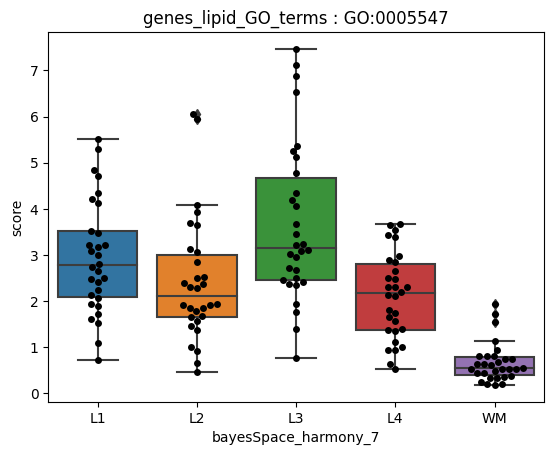 genes_lipid_GO_terms : GO:0005547
7
6
5
4
3
2
1
0
score
L1 L2 L3 L4 WM
bayesSpace_harmony_7